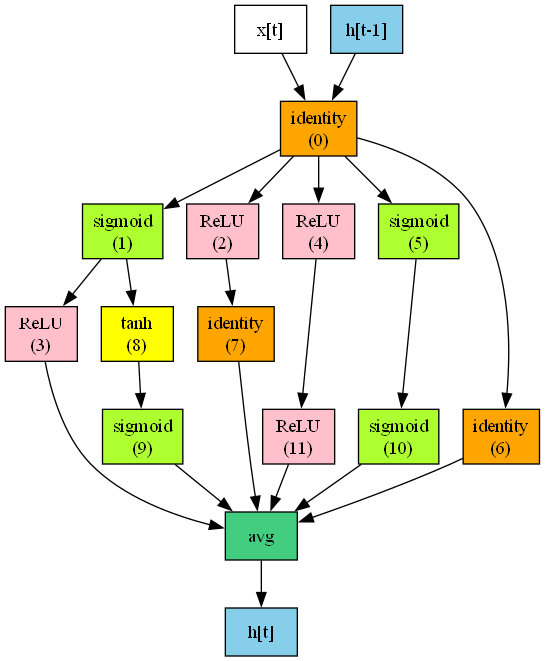 x[t]
h[t-1]
identity
(0)
sigmoid
(1)
ReLU
(2)
ReLU
(4)
sigmoid
(5)
ReLU
(3)
tanh
(8)
identity
(7)
sigmoid
(9)
ReLU
(11)
sigmoid
(10)
identity
(6)
avg
h[t]